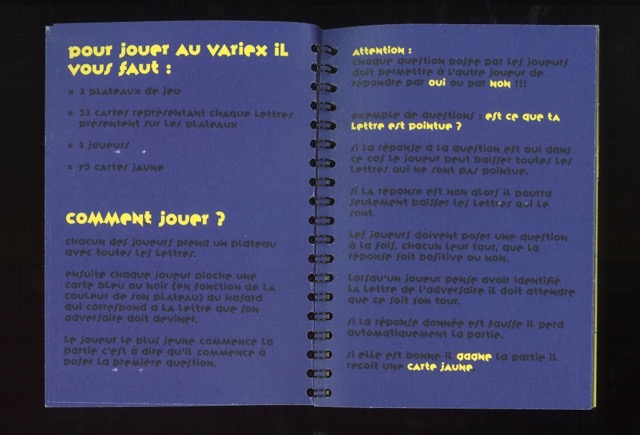 pour jouer au variex il
vous faut :
× 2 plateaux de jeu
× 52 cartes représentant chaque lettres
présentent sur les plateaux
× 2 joueurs
× 75 cartes jaune
comment jouer ?
chacun des joueurs prend un plateau
avec toutes les lettres.
ensuite chaque joueur pioche une
carte bleu ou noir (en fonction de la
couleur de son plateau) au hasard
qui correspond a la lettre que son
adversaire doit deviner.
Le joueur le plus jeune commence la
partie c'est à dire qu'il commence à
poser la première question.
Attention :
chaque question posée par les joueurs
doit permettre à l'autre joueur de
répondre par oui ou par non !!!
exemple de questions : est ce que ta
lettre est pointue ?
si la réponse à la question est oui dans
ce cas le joueur peut baisser toutes les
lettres qui ne sont pas pointue.
si la réponse est non alors il pourra
seulement baisser les lettres qui le
sont.
Les joueurs doivent poser une question
à la fois, chacun leur tour, que la
réponse soit positive ou non.
Lorsqu'un joueur pense avoir identifié
la lettre de l'adversaire il doit attendre
que ce soit son tour.
si la réponse donnée est fausse il perd
automatiquement la partie.
si elle est bonne il gagne la partie il
reçoit une carte jaune